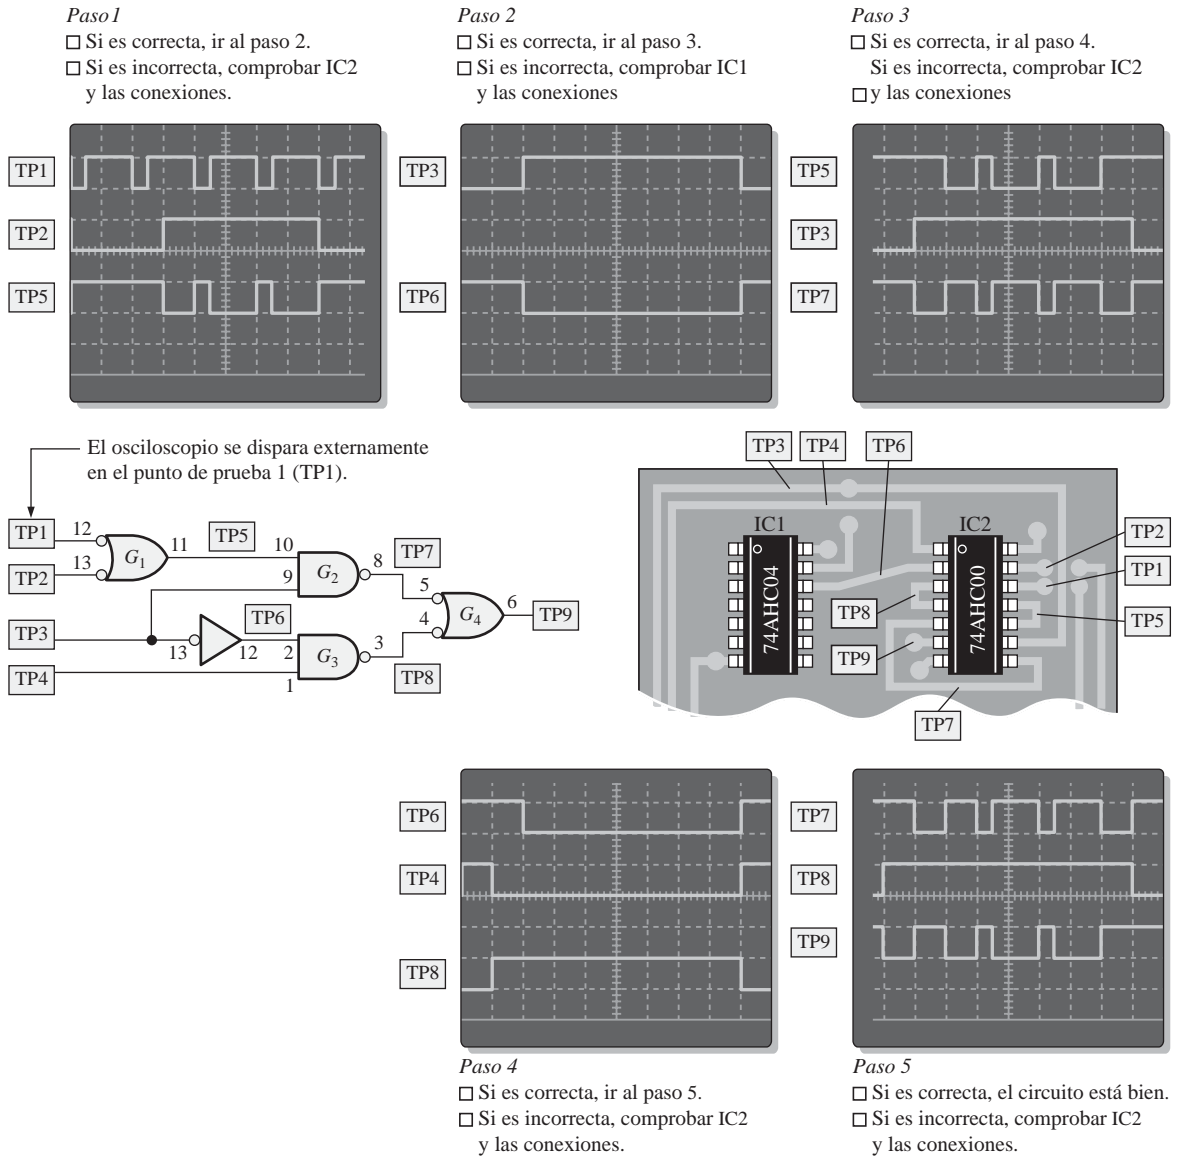 Paso1
□ Si es correcta, ir al paso 2.
□ Si es incorrecta, comprobar IC2
y las conexiones.
Paso 2
□ Si es correcta, ir al paso 3.
□ Si es incorrecta, comprobar IC1
y las conexiones
Paso 3
□ Si es correcta, ir al paso 4.
Si es incorrecta, comprobar IC2
□ y las conexiones
TP1
TP2
TP5
TP3
TP6
TP5
TP3
TP7
El osciloscopio se dispara externamente
en el punto de prueba 1 (TP1).
TP1
12
TP2
13
G1
11
TP5
10
9
G2
8
TP7
TP3
13
12
TP6
2
G3
3
TP4
1
TP8
5
4
G4
6
TP9
TP3
TP4
TP6
IC1
IC2
74AHC04
74AHC00
TP2
TP1
TP8
TP5
TP9
TP7
TP6
TP4
TP8
TP7
TP8
TP9
Paso 4
□ Si es correcta, ir al paso 5.
□ Si es incorrecta, comprobar IC2
y las conexiones.
Paso 5
□ Si es correcta, el circuito está bien.
□ Si es incorrecta, comprobar IC2
y las conexiones.